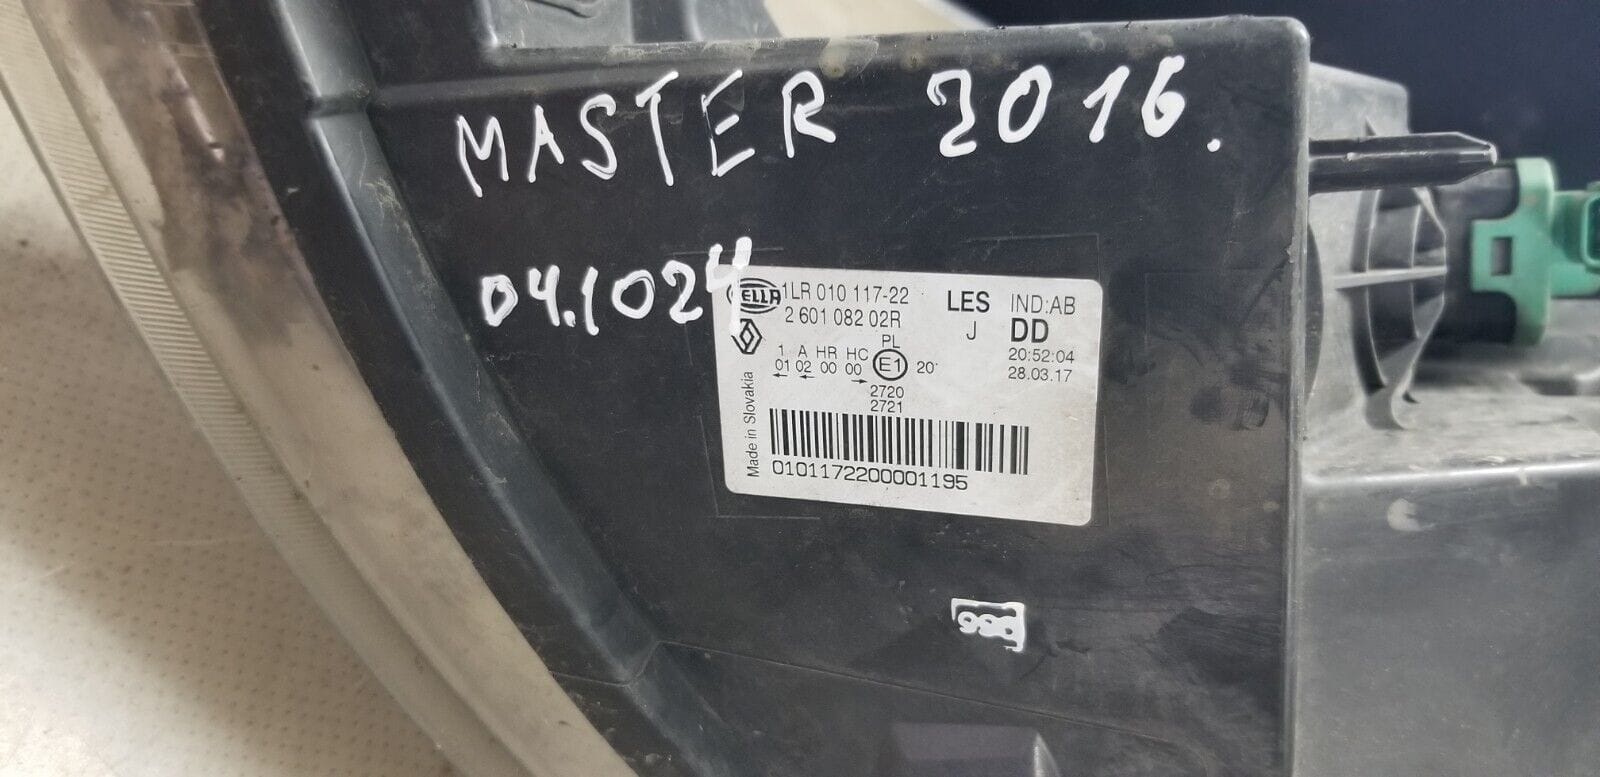 MASTER 2016.
04.1024
HELLA 1LR 010 117-22 LES IND:AB
2 601 082 02R J DD
PL
20:52:04
1 A HR HC E1 20'
01 02 00 00
28.03.17
2720
2721
Made in Slovakia
0101172200001195